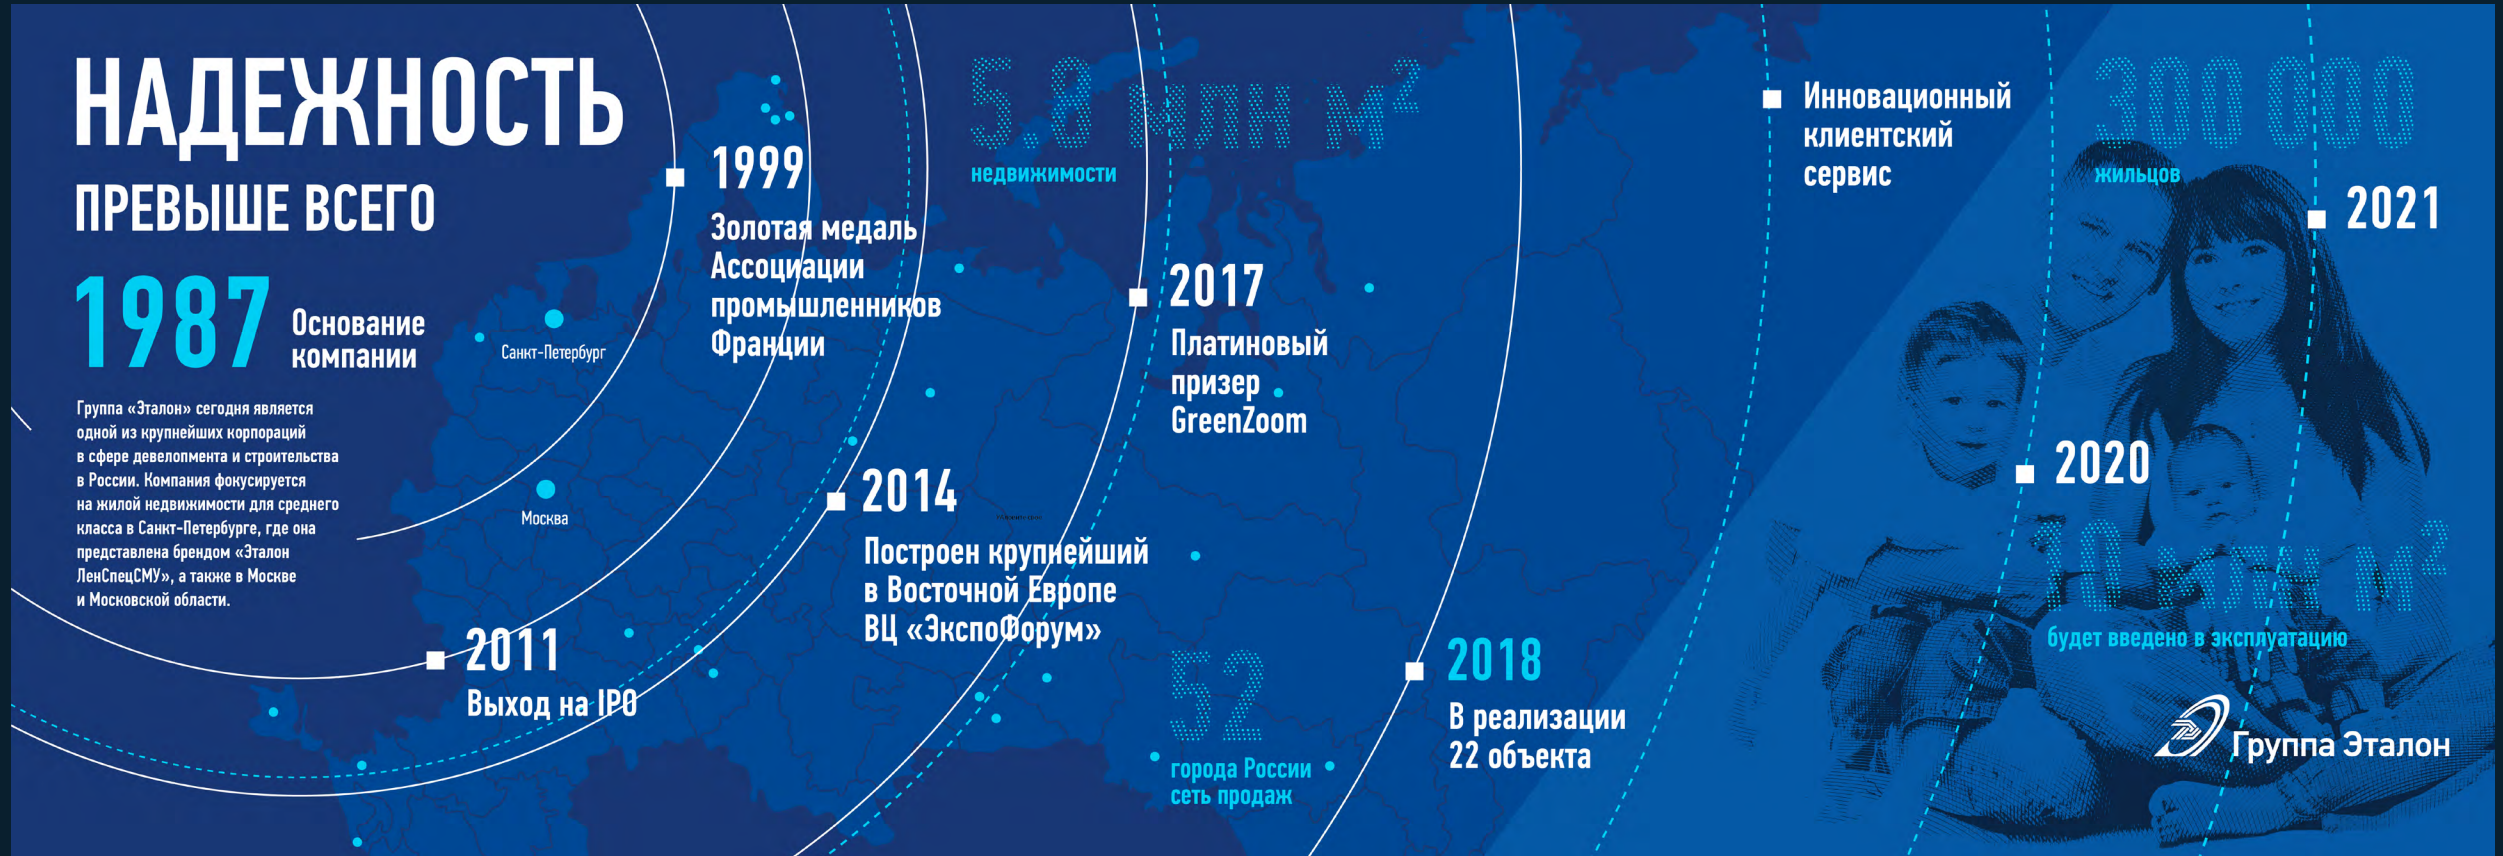 НАДЕЖНОСТЬ
ПРЕВЫШЕ ВСЕГО
1987
Основание
компании
Группа «Эталон» сегодня является
одной из крупнейших корпораций
в сфере девелопмента и строительства
в России. Компания фокусируется
на жилой недвижимости для среднего
класса в Санкт-Петербурге, где она
представлена брендом «Эталон
ЛенСпецСМУ», а также в Москве
и Московской области.
Санкт-Петербург
Москва
1999
Золотая медаль
Ассоциации
промышленников
Франции
2011
Выход на IPO
2014
Построен крупнейший
в Восточной Европе
ВЦ «ЭкспоФорум»
5.8 млн м²
недвижимости
2017
Платиновый
призер
GreenZoom
52
города России
сеть продаж
2018
В реализации
22 объекта
Инновационный
клиентский
сервис
300 000
жильцов
2021
2020
10 млн м²
будет введено в эксплуатацию
Группа Эталон